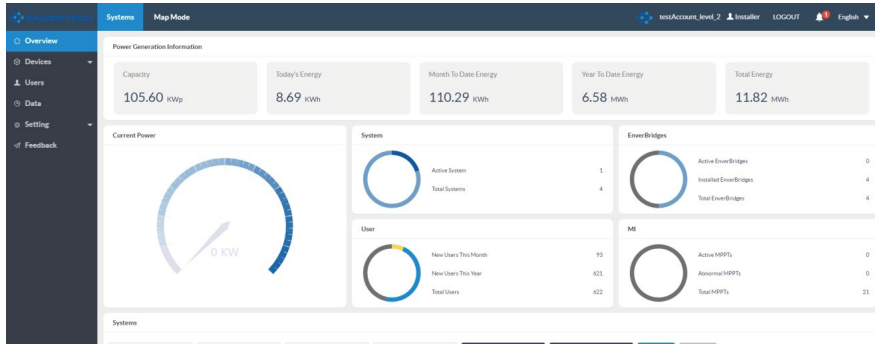 Systems Map Mode testAccount_level_2 Installer LOGOUT 1 English
Overview
Devices
Users
Data
Setting
Feedback
Power Generation Information
Capacity
105.60 KWp
Today's Energy
8.69 KWh
Month To Date Energy
110.29 KWh
Year To Date Energy
6.58 MWh
Total Energy
11.82 MWh
Current Power
0 KW
System
Active System 1
Total Systems 4
EnverBridges
Active EnverBridges 0
Installed EnverBridges 4
Total EnverBridges 4
User
New Users This Month 93
New Users This Year 621
Total Users 622
MI
Active MPPTs 0
Abnormal MPPTs 0
Total MPPTs 21
Systems